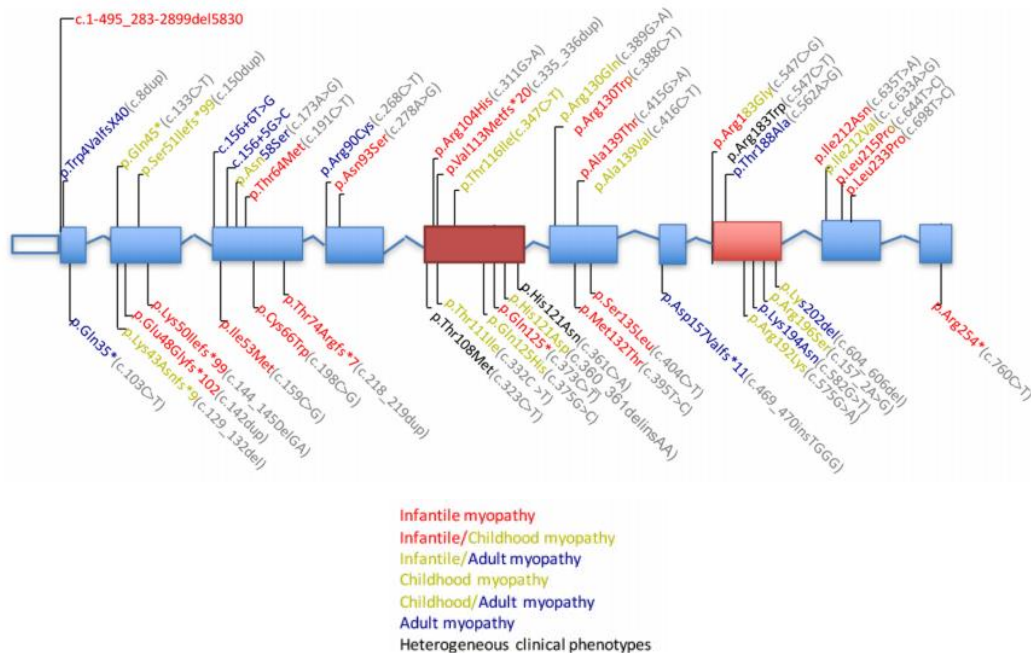 c.1-495_283-2899del5830
p.Trp4ValfsX40(c.8dup)
p.Gln45*(c.133C>T)
p.Ser51Ilefs*99(c.150dup)
c.156+6T>G
c.156+5G>C
p.Asn58Ser(c.173A>G)
p.Thr64Met(c.191C>T)
p.Arg90Cys(c.268C>T)
p.Asn93Ser(c.278A>G)
p.Arg104His(c.311G>A)
p.Val113Metfs*20(c.335_336dup)
p.Thr116Ile(c.347C>T)
p.Arg130Gln(c.389G>A)
p.Arg130Trp(c.388C>T)
p.Ala139Thr(c.415G>A)
p.Ala139Val(c.416C>T)
p.Arg183Gly(c.547C>G)
p.Arg183Trp(c.547C>T)
p.Thr188Ala(c.562A>G)
p.Ile212Asn(c.635T>A)
p.Ile212Val(c.633A>G)
p.Leu215Pro(c.644T>C)
p.Leu233Pro(c.698T>C)
p.Gln35*(c.103C>T)
p.Lys43Asnfs*9(c.129_132del)
p.Glu48Glyfs*102(c.142dup)
p.Lys50Ilefs*99(c.144_145DelGA)
p.Ile53Met(c.159C>G)
p.Cys66Trp(c.198C>G)
p.Thr74Argfs*7(c.218_219dup)
p.Thr108Met(c.323C>T)
p.Thr111Ile(c.332C >T)
p.Gln125His(c.375G>C)
p.Gln125*(c.373C>T)
p.His121Asp(c.360_361delinsAA)
p.His121Asn(c.361C>A)
p.Met132Thr(c.395T>C)
p.Ser135Leu(c.404C>T)
p.Asp157Valfs*11(c.469_470insTGGG)
p.Arg192Lys(c.575G>A)
p.Lys194Asn(c.582G>T)
p.Arg196Ser(c.157_2A>G)
p.Lys202del(c.604_606del)
p.Arg254*(c.760C>T)
Infantile myopathy
Infantile/Childhood myopathy
Infantile/Adult myopathy
Childhood myopathy
Childhood/Adult myopathy
Adult myopathy
Heterogeneous clinical phenotypes